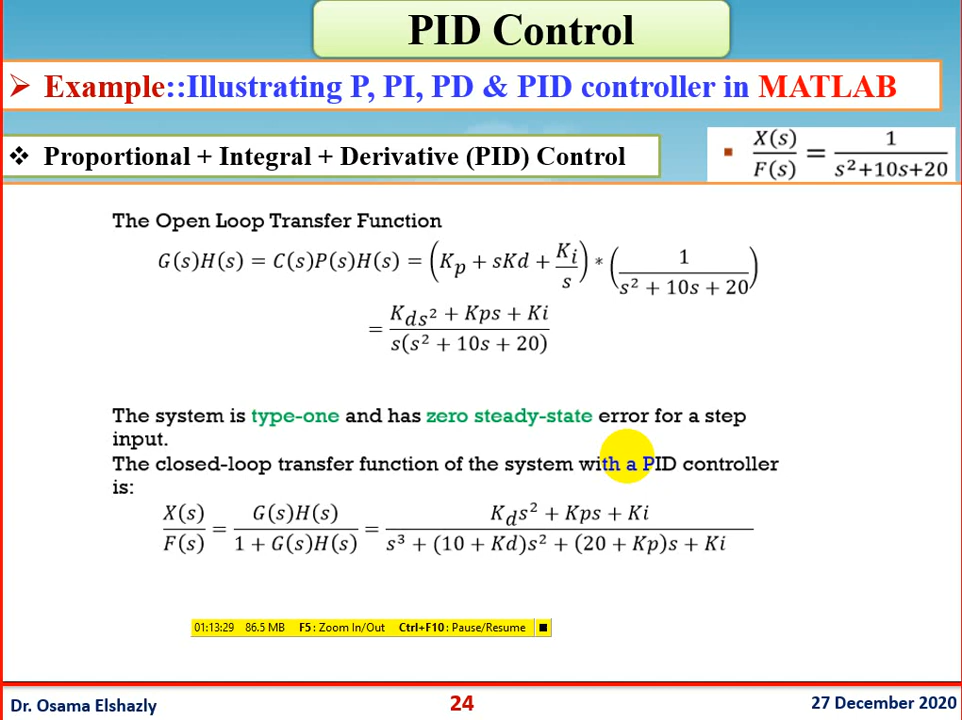 PID Control
➢ Example::Illustrating P, PI, PD & PID controller in MATLAB
❖ Proportional + Integral + Derivative (PID) Control
▪ X(s)/F(s) = 1/(s²+10s+20)
The Open Loop Transfer Function
G(s)H(s) = C(s)P(s)H(s) = (K_p + sKd + K_i/s) * (1/(s² + 10s + 20))
= (K_ds² + Kps + Ki)/(s(s² + 10s + 20))
The system is type-one and has zero steady-state error for a step
input.
The closed-loop transfer function of the system with a PID controller
is:
X(s)/F(s) = G(s)H(s)/(1 + G(s)H(s)) = (K_ds² + Kps + Ki)/(s³ + (10 + Kd)s² + (20 + Kp)s + Ki)
01:13:29 86.5 MB F5: Zoom In/Out Ctrl+F10: Pause/Resume
Dr. Osama Elshazly 24 27 December 2020